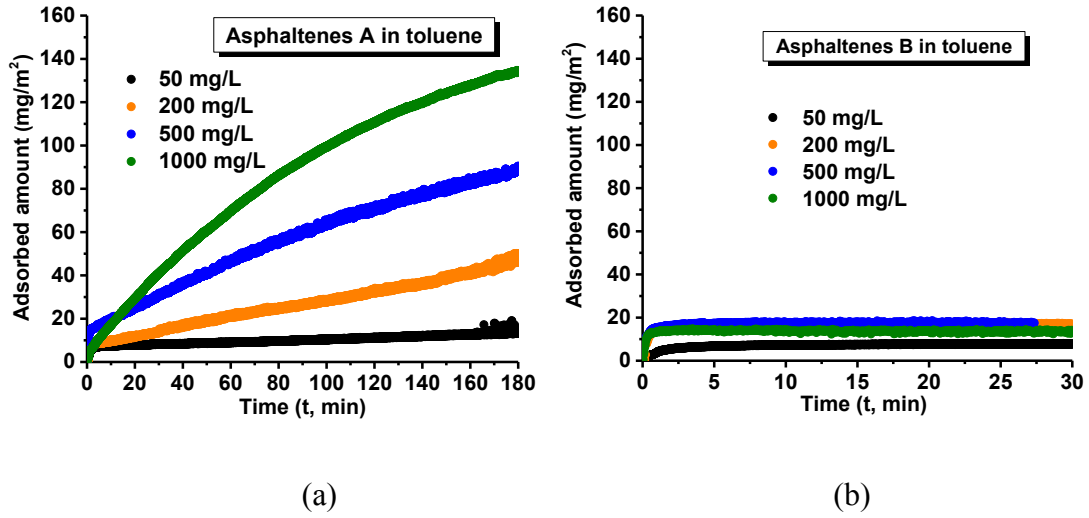 Asphaltenes A in toluene
50 mg/L
200 mg/L
500 mg/L
1000 mg/L
Adsorbed amount (mg/m²)
160
140
120
100
80
60
40
20
0
0 20 40 60 80 100 120 140 160 180
Time (t, min)
(a)
Asphaltenes B in toluene
50 mg/L
200 mg/L
500 mg/L
1000 mg/L
Adsorbed amount (mg/m²)
160
140
120
100
80
60
40
20
0
0 5 10 15 20 25 30
Time (t, min)
(b)